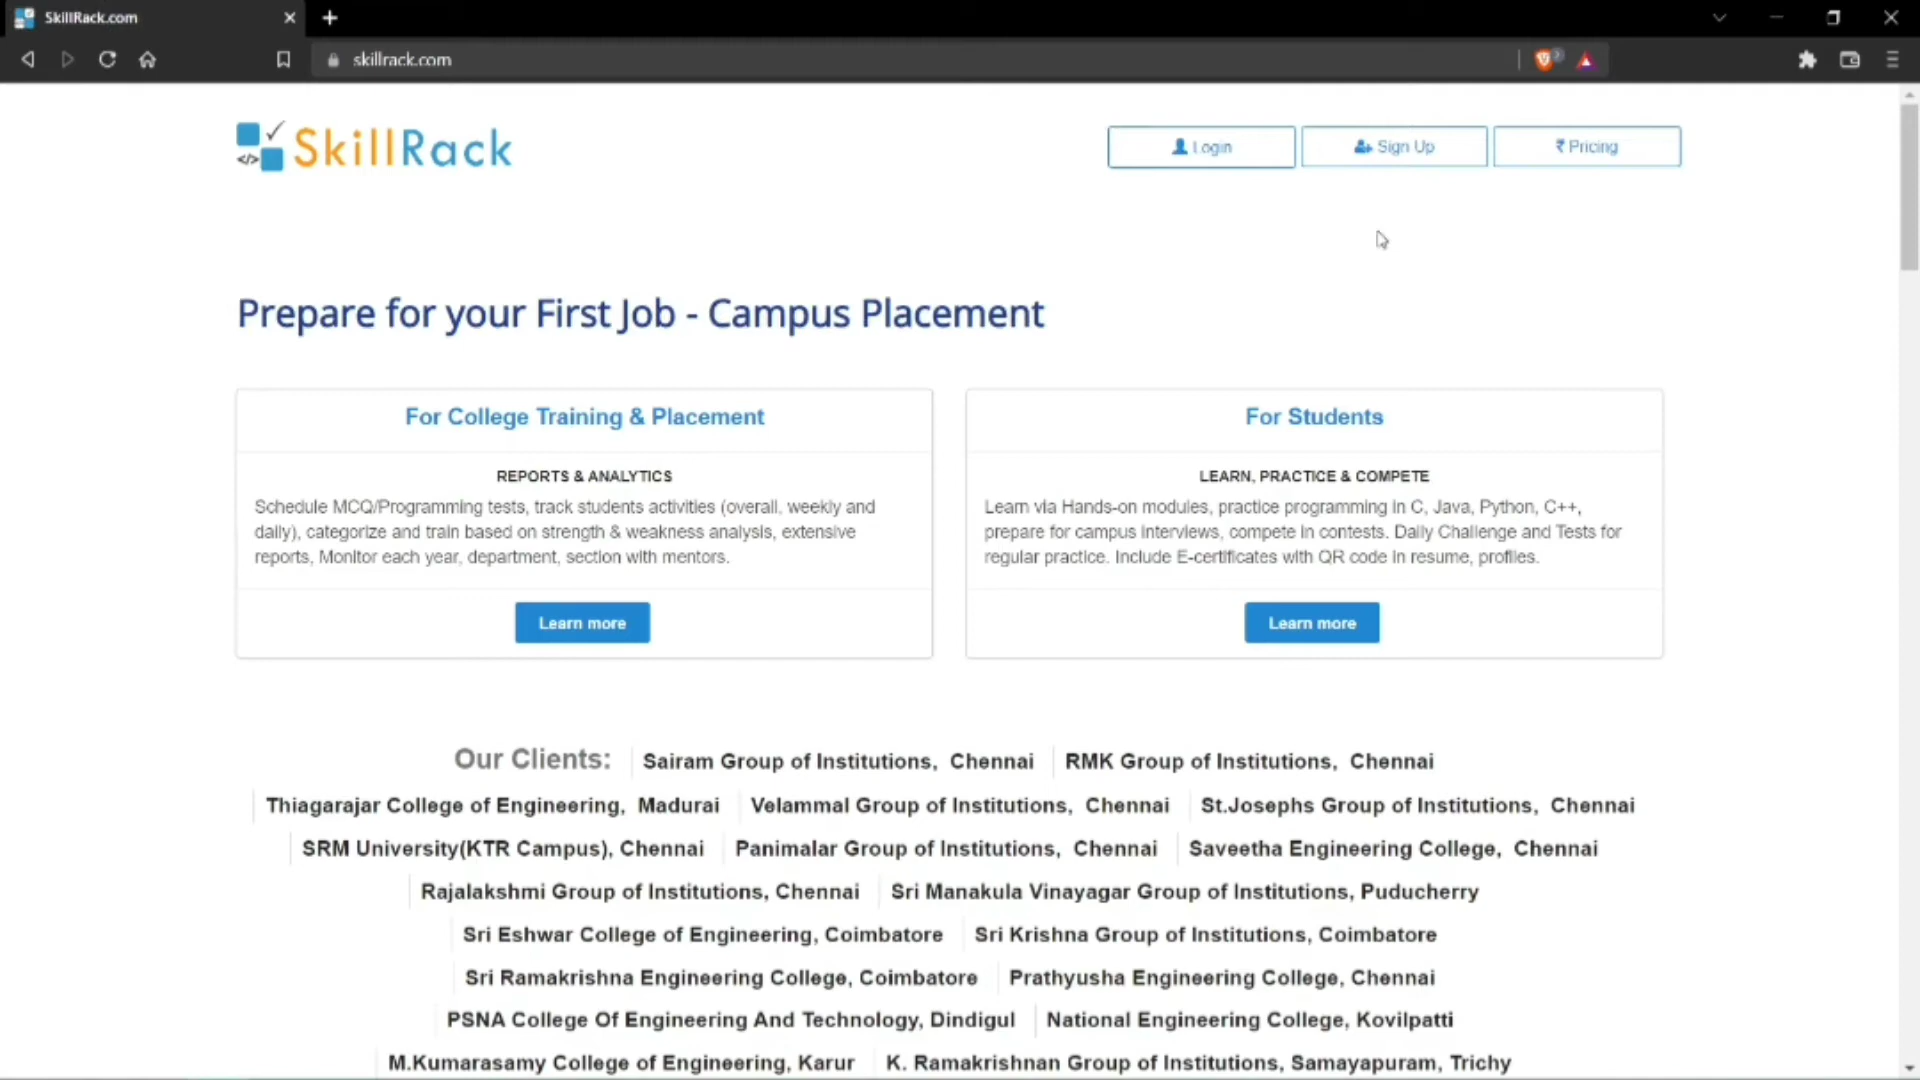 SkillRack.com
skillrack.com
SkillRack
Login
Sign Up
₹ Pricing
Prepare for your First Job - Campus Placement
For College Training & Placement
REPORTS & ANALYTICS
Schedule MCQ/Programming tests, track students activities (overall, weekly and
daily), categorize and train based on strength & weakness analysis, extensive
reports, Monitor each year, department, section with mentors.
Learn more
For Students
LEARN, PRACTICE & COMPETE
Learn via Hands-on modules, practice programming in C, Java, Python, C++,
prepare for campus interviews, compete in contests. Daily Challenge and Tests for
regular practice. Include E-certificates with QR code in resume, profiles.
Learn more
Our Clients: Sairam Group of Institutions, Chennai RMK Group of Institutions, Chennai
Thiagarajar College of Engineering, Madurai Velammal Group of Institutions, Chennai St.Josephs Group of Institutions, Chennai
SRM University(KTR Campus), Chennai Panimalar Group of Institutions, Chennai Saveetha Engineering College, Chennai
Rajalakshmi Group of Institutions, Chennai Sri Manakula Vinayagar Group of Institutions, Puducherry
Sri Eshwar College of Engineering, Coimbatore Sri Krishna Group of Institutions, Coimbatore
Sri Ramakrishna Engineering College, Coimbatore Prathyusha Engineering College, Chennai
PSNA College Of Engineering And Technology, Dindigul National Engineering College, Kovilpatti
M.Kumarasamy College of Engineering, Karur K. Ramakrishnan Group of Institutions, Samayapuram, Trichy